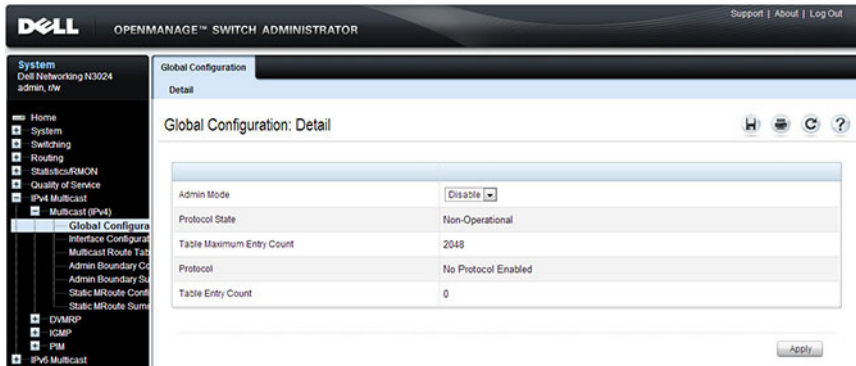 Support | About | Log Out
DELL OPENMANAGE™ SWITCH ADMINISTRATOR
System
Dell Networking N3024
admin, r/w
Home
System
Switching
Routing
Statistics/RMON
Quality of Service
IPv4 Multicast
Multicast (IPv4)
Global Configura
Interface Configurat
Multicast Route Tab
Admin Boundary Co
Admin Boundary Su
Static MRoute Confi
Static MRoute Summ
DVMRP
IGMP
PIM
IPv6 Multicast
Global Configuration
Detail
Global Configuration: Detail
Admin Mode Disable
Protocol State Non-Operational
Table Maximum Entry Count 2048
Protocol No Protocol Enabled
Table Entry Count 0
Apply